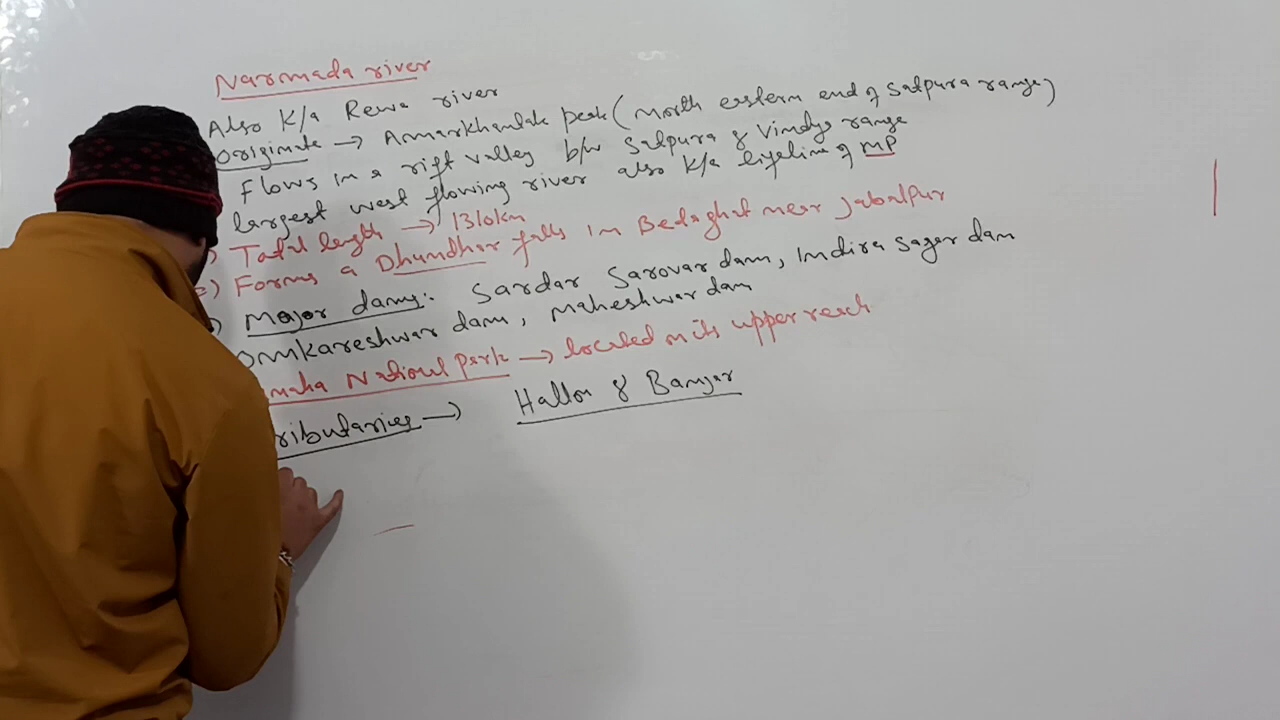 Narmada river
Also K/a Rewa river
Originate → Amarkhantak peak (North eastern end of Satpura range)
Flows in a rift valley b/w Satpura & Vindya range
largest west flowing river also K/a lifeline of MP
) Total length → 1310km
) Forms a Dhundhar falls in Bedaghat near Jabalpur
) Major dams: Sardar Sarovar dam, Indira Sagar dam
Omkareshwar dam, Maheshwar dam
National park → located in its upper reach
ributaries → Hallon & Banjar